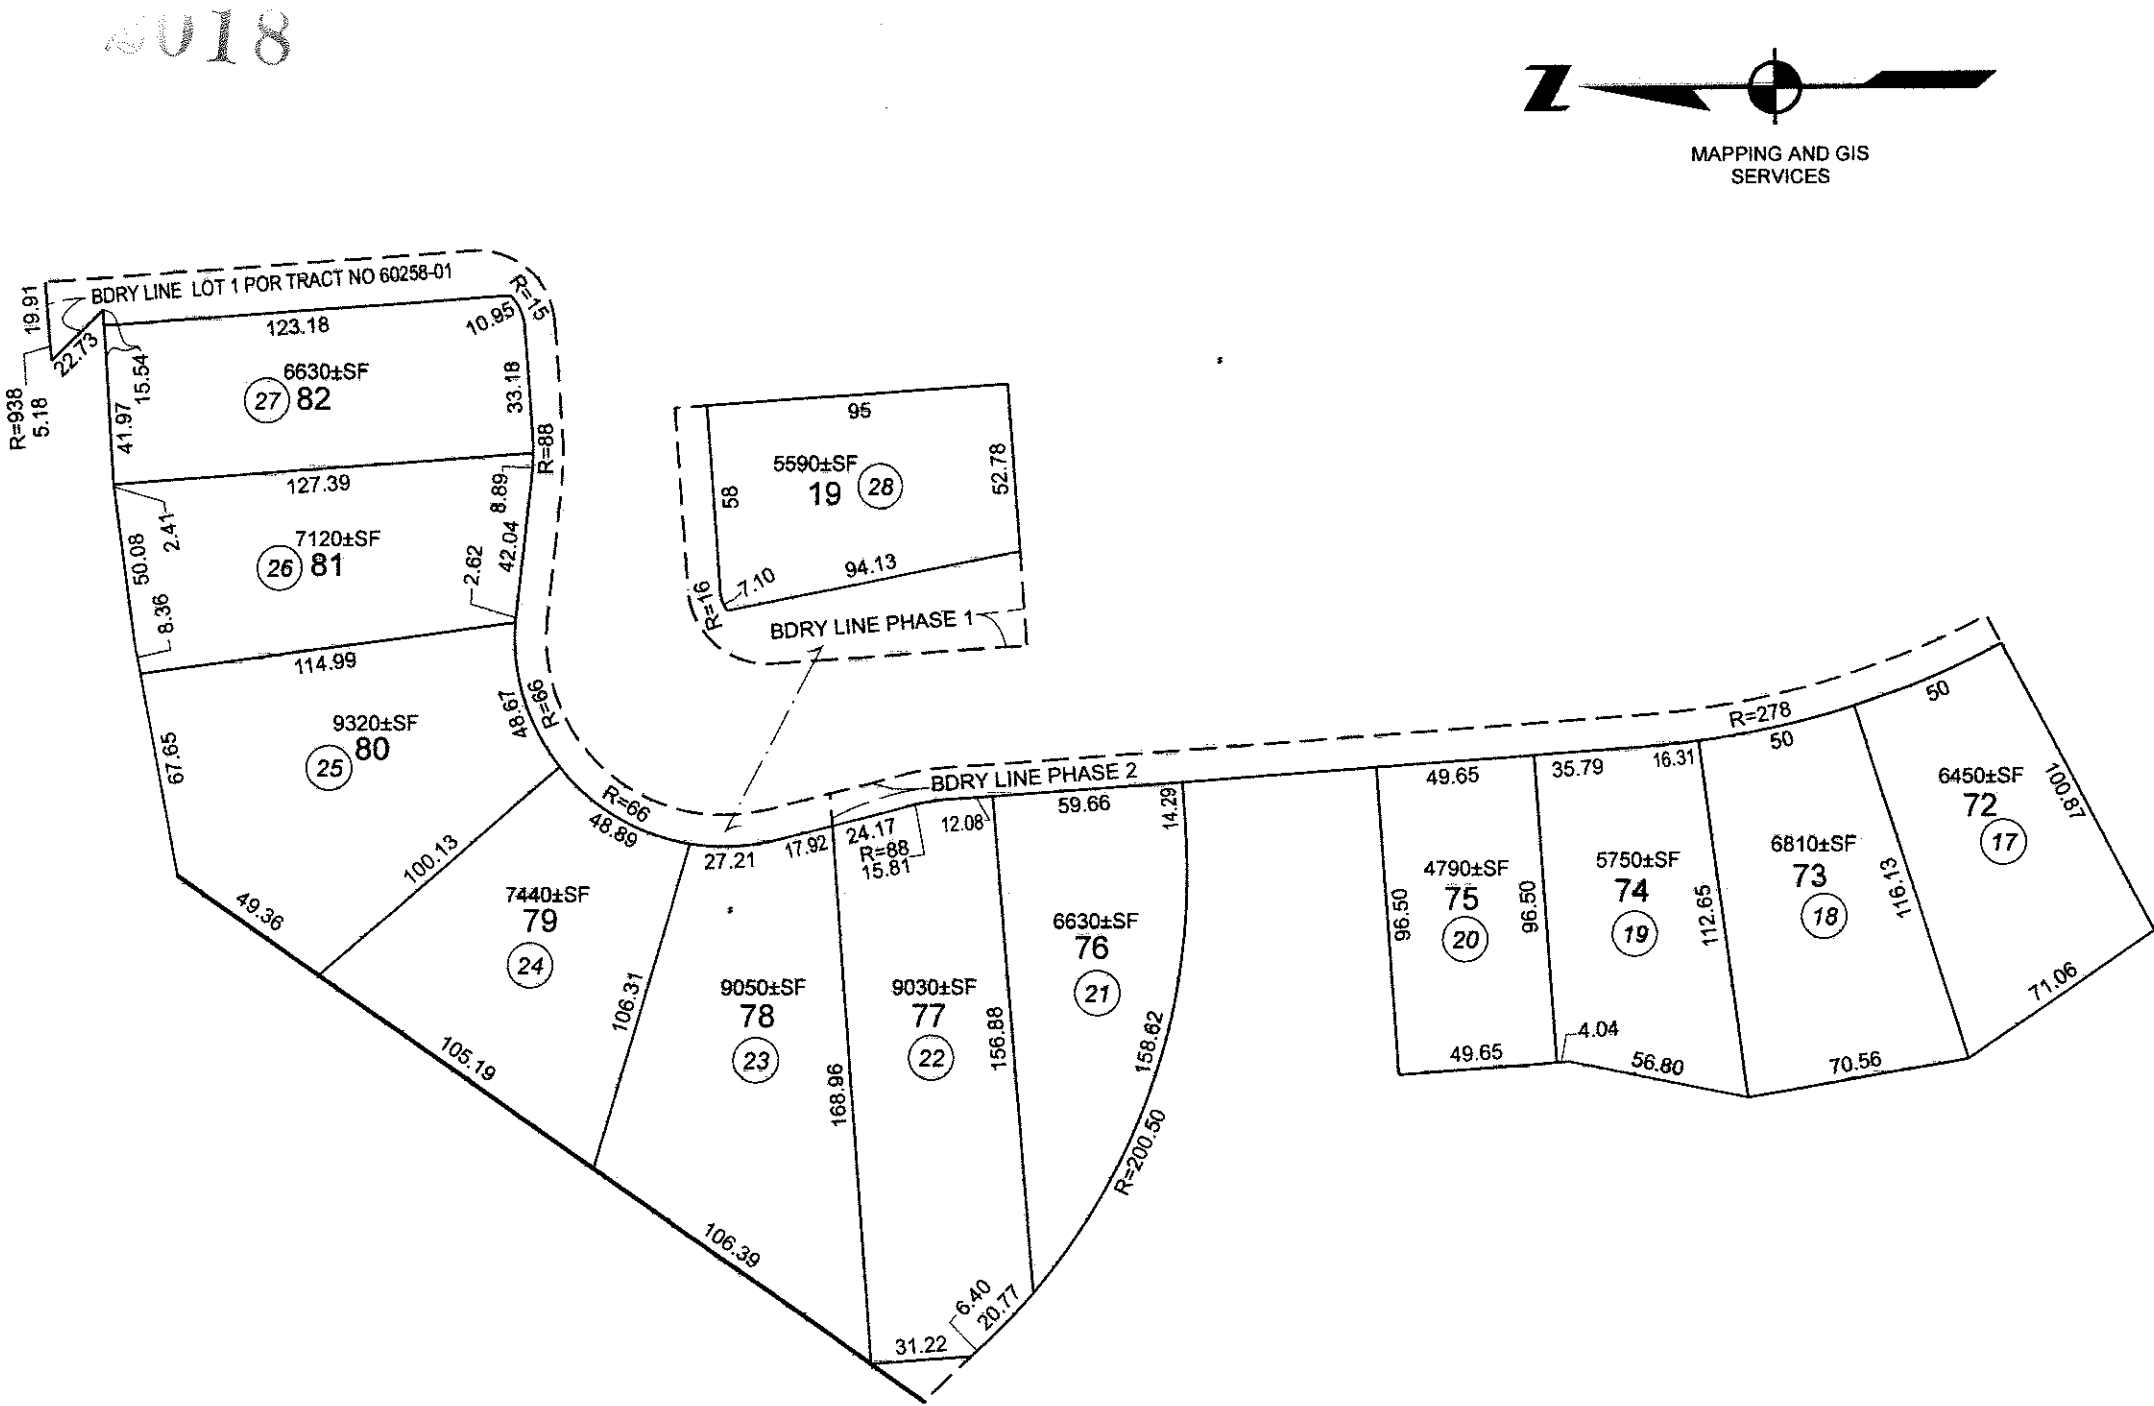 2018
Z
MAPPING AND GIS
SERVICES
BDRY LINE LOT 1 POR TRACT NO 60258-01
19.91
22.73
R=938
5.18
15.54
41.97
123.18
10.95
R=15
6630±SF
27 82
33.18
R=88
127.39
8.89
2.41
50.08
8.36
7120±SF
26 81
2.62
42.04
114.99
9320±SF
25 80
67.65
48.67
R=66
95
5590±SF
19 28
58
52.78
7.10
94.13
R=16
BDRY LINE PHASE 1
49.36
100.13
R=66
48.89
7440±SF
79
24
105.19
106.31
27.21
17.92
9050±SF
78
23
106.39
168.96
BDRY LINE PHASE 2
24.17
R=88
15.81
12.08
9030±SF
77
22
156.88
31.22
6.40
20.77
59.66
14.29
6630±SF
76
21
158.62
R=200.50
49.65
96.50
4790±SF
75
20
96.50
49.65
35.79
16.31
5750±SF
74
19
4.04
56.80
112.65
R=278
50
6810±SF
73
18
70.56
116.13
50
6450±SF
72
17
100.87
71.06